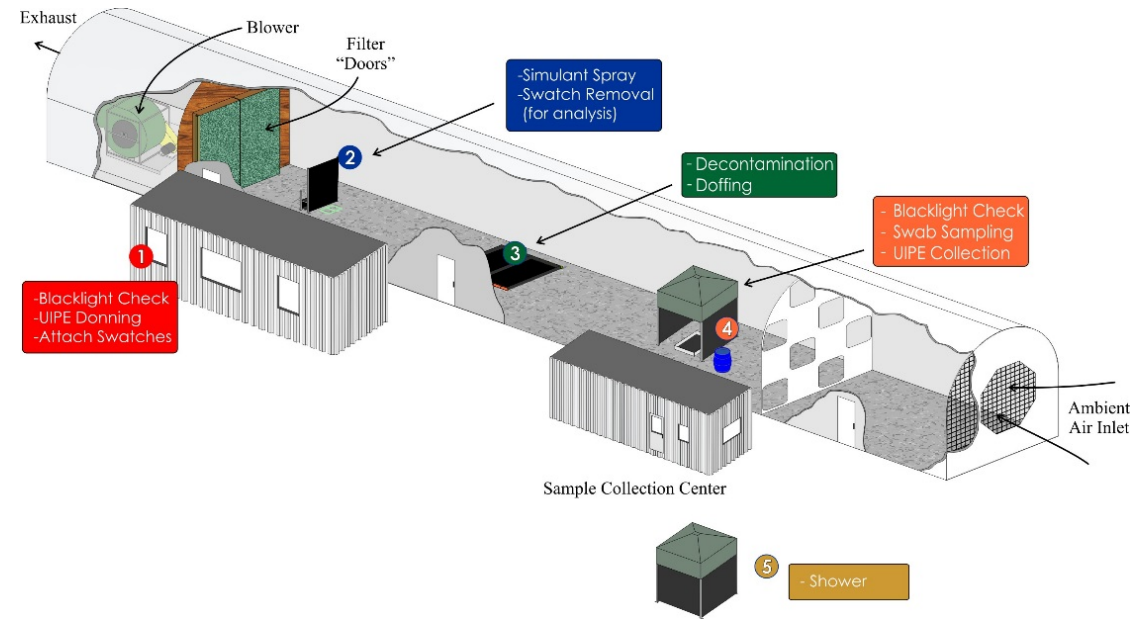 Exhaust
Blower
Filter
“Doors”
-Simulant Spray
-Swatch Removal
(for analysis)
2
- Decontamination
- Doffing
- Blacklight Check
- Swab Sampling
- UIPE Collection
3
1
-Blacklight Check
-UIPE Donning
-Attach Swatches
4
Ambient
Air Inlet
Sample Collection Center
5
- Shower